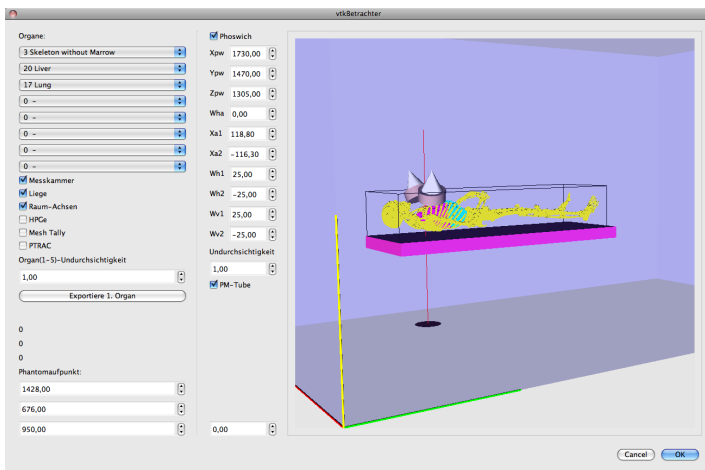 vtkBetrachter
Organe:
3 Skeleton without Marrow
20 Liver
17 Lung
0 -
0 -
0 -
0 -
0 -
Messkammer
Liege
Raum-Achsen
HPGe
Mesh Tally
PTRAC
Organ(1-5)-Undurchsichtigkeit
1,00
Exportiere 1. Organ
0
0
0
Phantomaufpunkt:
1428,00
676,00
950,00
Phoswich
Xpw 1730,00
Ypw 1470,00
Zpw 1305,00
Wha 0,00
Xa1 118,80
Xa2 -116,30
Wh1 25,00
Wh2 -25,00
Wv1 25,00
Wv2 -25,00
Undurchsichtigkeit
1,00
PM-Tube
0,00
Cancel
OK